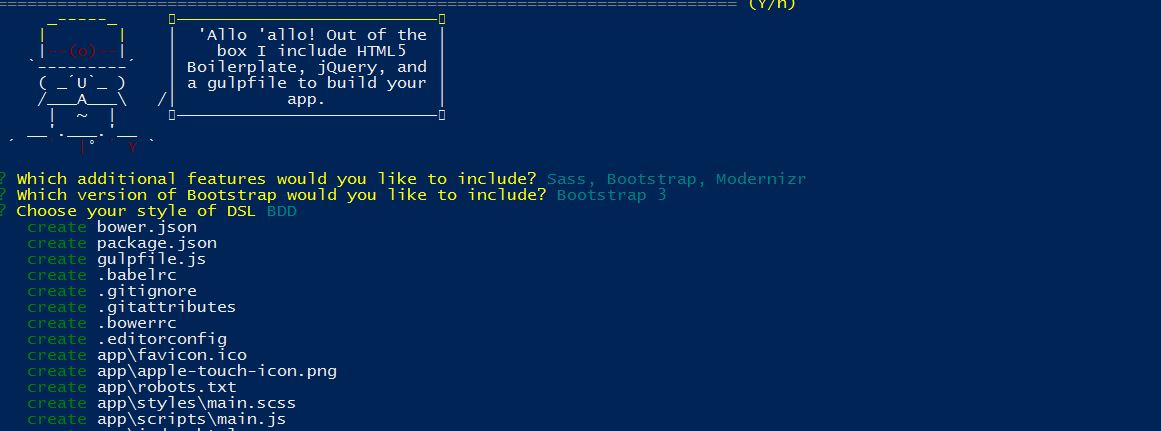 (Y/n)
'Allo 'allo! Out of the
box I include HTML5
Boilerplate, jQuery, and
a gulpfile to build your
app.
? Which additional features would you like to include? Sass, Bootstrap, Modernizr
? Which version of Bootstrap would you like to include? Bootstrap 3
? Choose your style of DSL BDD
create bower.json
create package.json
create gulpfile.js
create .babelrc
create .gitignore
create .gitattributes
create .bowerrc
create .editorconfig
create app\favicon.ico
create app\apple-touch-icon.png
create app\robots.txt
create app\styles\main.scss
create app\scripts\main.js